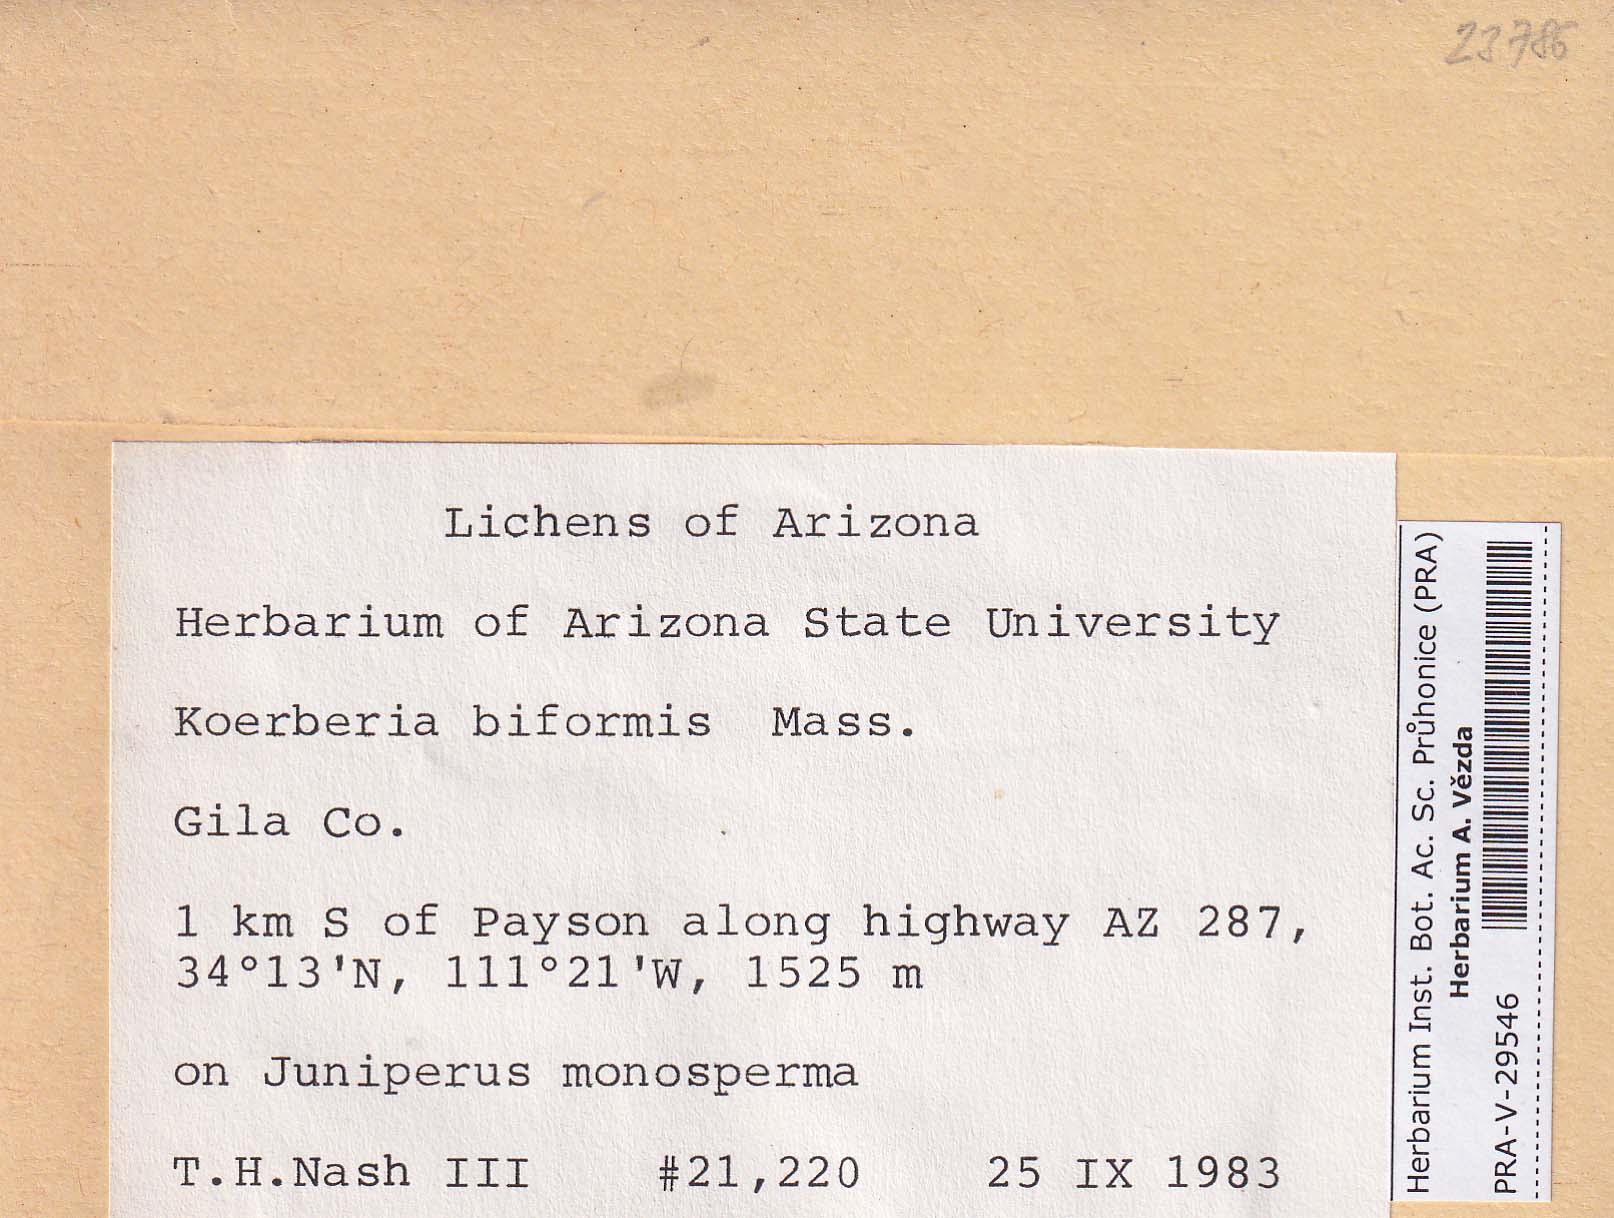 23786
Lichens of Arizona
Herbarium of Arizona State University
Koerberia biformis Mass.
Gila Co.
1 km S of Payson along highway AZ 287,
34°13'N, 111°21'W, 1525 m
on Juniperus monosperma
T.H.Nash III #21,220 25 IX 1983
Herbarium Inst. Bot. Ac. Sc. Průhonice (PRA)
Herbarium A. Vězda
PRA-V-29546